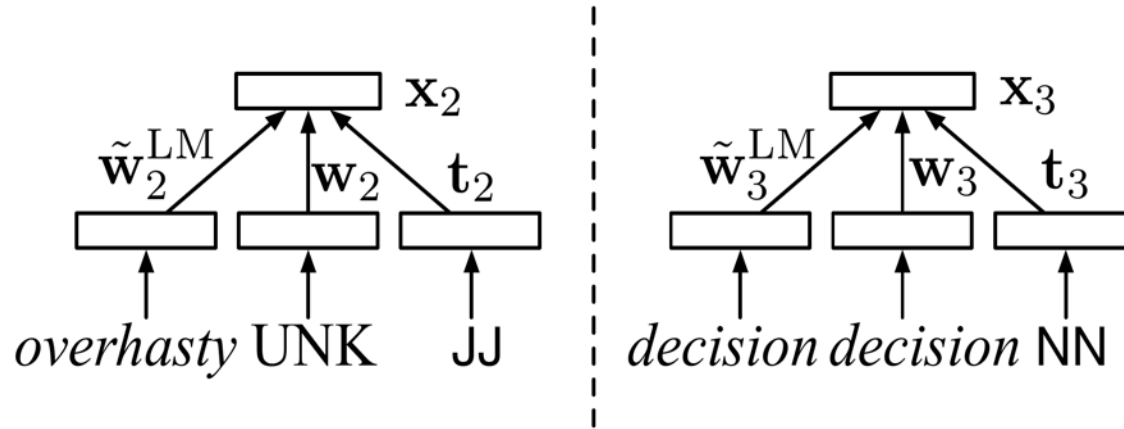 x₂ x₃
w̃₂ᴸᴹ w₂ t₂ w̃₃ᴸᴹ w₃ t₃
overhasty UNK JJ decision decision NN